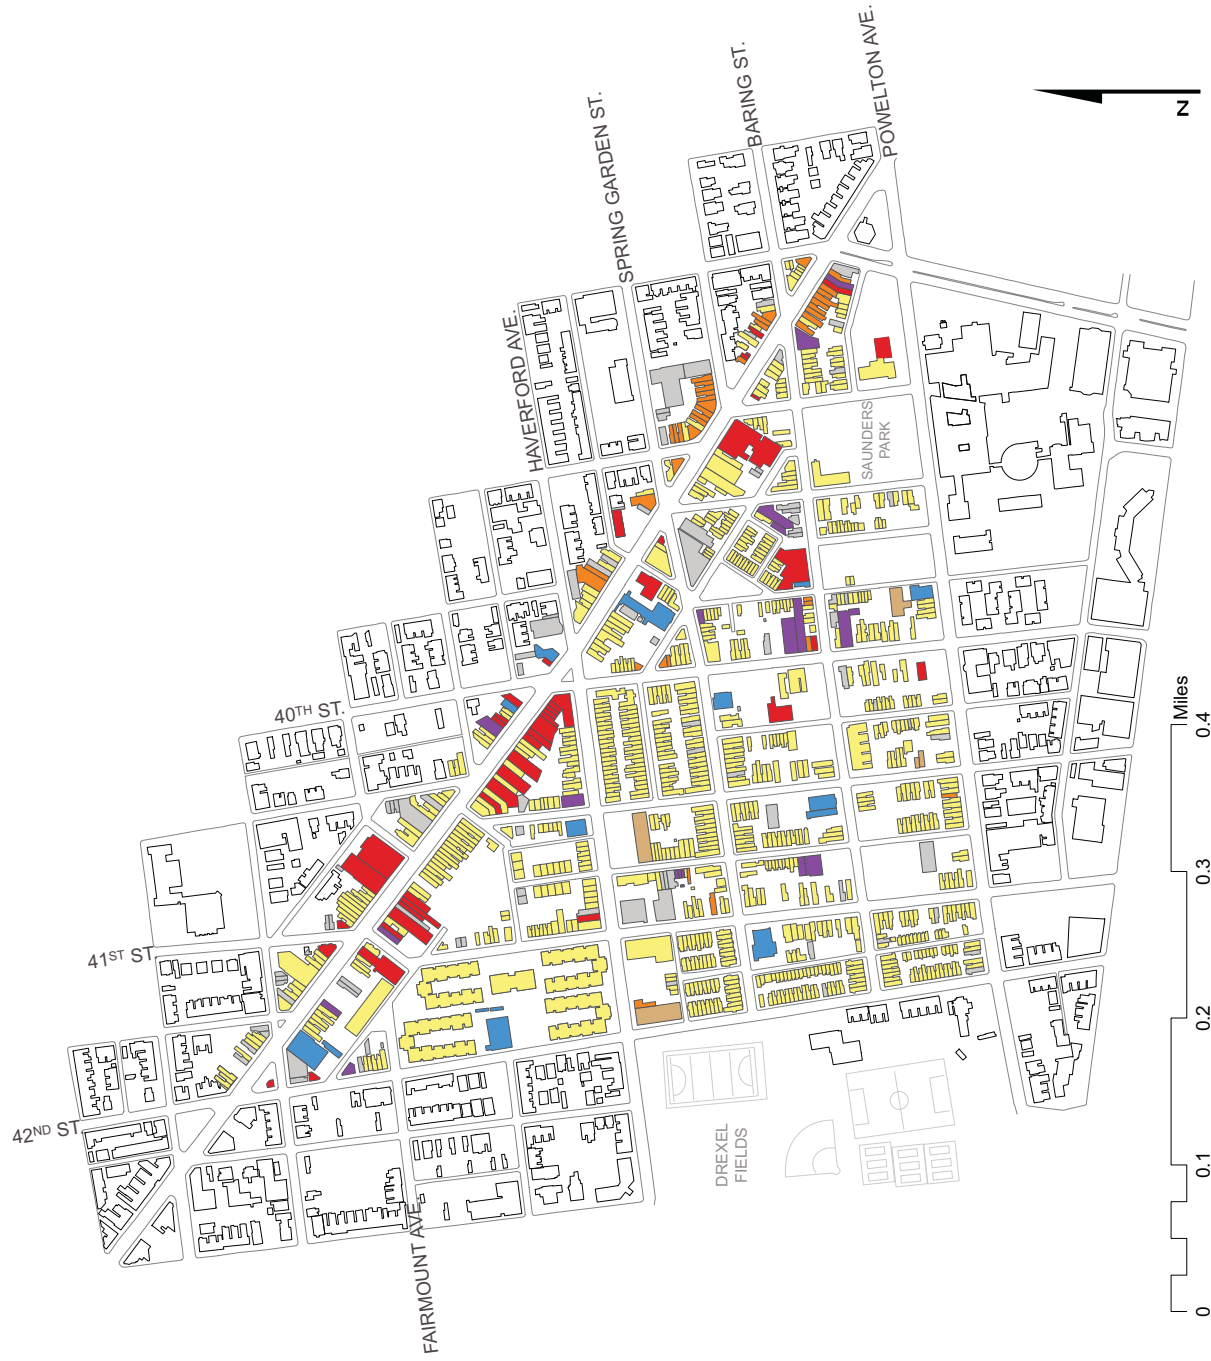 POWELTON AVE.
BARING ST.
SPRING GARDEN ST.
HAVERFORD AVE.
N
SAUNDERS
PARK
40TH ST.
41ST ST
42ND ST.
FAIRMOUNT AVE
DREXEL
FIELDS
Miles
0.4
0.3
0.2
0.1
0